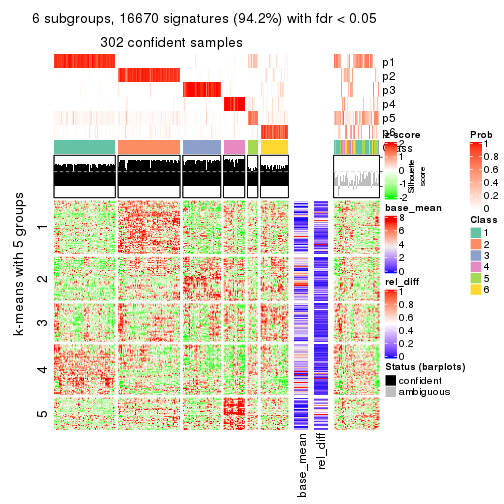 6 subgroups, 16670 signatures (94.2%) with fdr < 0.05
302 confident samples
p1
p2
p3
p4
p5
p6
Class
z-score
2
1
0
-1
-2
Silhouette
score
base_mean
8
6
4
2
0
rel_diff
1
0.8
0.6
0.4
0.2
0
Status (barplots)
confident
ambiguous
Prob
1
0.8
0.6
0.4
0.2
0
Class
1
2
3
4
5
6
k-means with 5 groups
1
2
3
4
5
base_mean
rel_diff